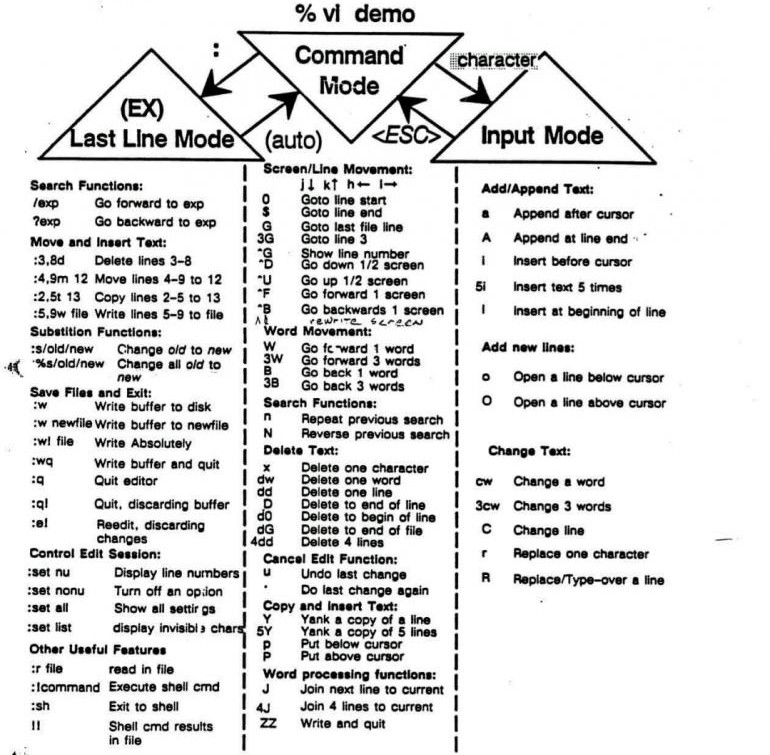 % vi demo
:
Command
Mode
character
(EX)
Last Line Mode
(auto)
<ESC>
Input Mode
Search Functions:
/exp Go forward to exp
?exp Go backward to exp
Move and Insert Text:
:3,8d Delete lines 3-8
:4,9m 12 Move lines 4-9 to 12
:2,5t 13 Copy lines 2-5 to 13
:5,9w file Write lines 5-9 to file
Substition Functions:
:s/old/new Change old to new
:%s/old/new Change all old to
new
Save Files and Exit:
:w Write buffer to disk
:w newfile Write buffer to newfile
:w! file Write Absolutely
:wq Write buffer and quit
:q Quit editor
:q! Quit, discarding buffer
:e! Reedit, discarding
changes
Control Edit Session:
:set nu Display line numbers
:set nonu Turn off an option
:set all Show all settings
:set list display invisible chars
Other Useful Features
:r file read in file
:!command Execute shell cmd
:sh Exit to shell
!! Shell cmd results
in file
Screen/Line Movement:
j↓ k↑ h← l→
0 Goto line start
$ Goto line end
G Goto last file line
3G Goto line 3
^G Show line number
^D Go down 1/2 screen
^U Go up 1/2 screen
^F Go forward 1 screen
^B Go backwards 1 screen
rewrite screen
Word Movement:
W Go forward 1 word
3W Go forward 3 words
B Go back 1 word
3B Go back 3 words
Search Functions:
n Repeat previous search
N Reverse previous search
Delete Text:
x Delete one character
dw Delete one word
dd Delete one line
D Delete to end of line
d0 Delete to begin of line
dG Delete to end of file
4dd Delete 4 lines
Cancel Edit Function:
u Undo last change
. Do last change again
Copy and Insert Text:
Y Yank a copy of a line
5Y Yank a copy of 5 lines
p Put below cursor
P Put above cursor
Word processing functions:
J Join next line to current
4J Join 4 lines to current
ZZ Write and quit
Add/Append Text:
a Append after cursor
A Append at line end
i Insert before cursor
5i Insert text 5 times
I Insert at beginning of line
Add new lines:
o Open a line below cursor
O Open a line above cursor
Change Text:
cw Change a word
3cw Change 3 words
C Change line
r Replace one character
R Replace/Type-over a line